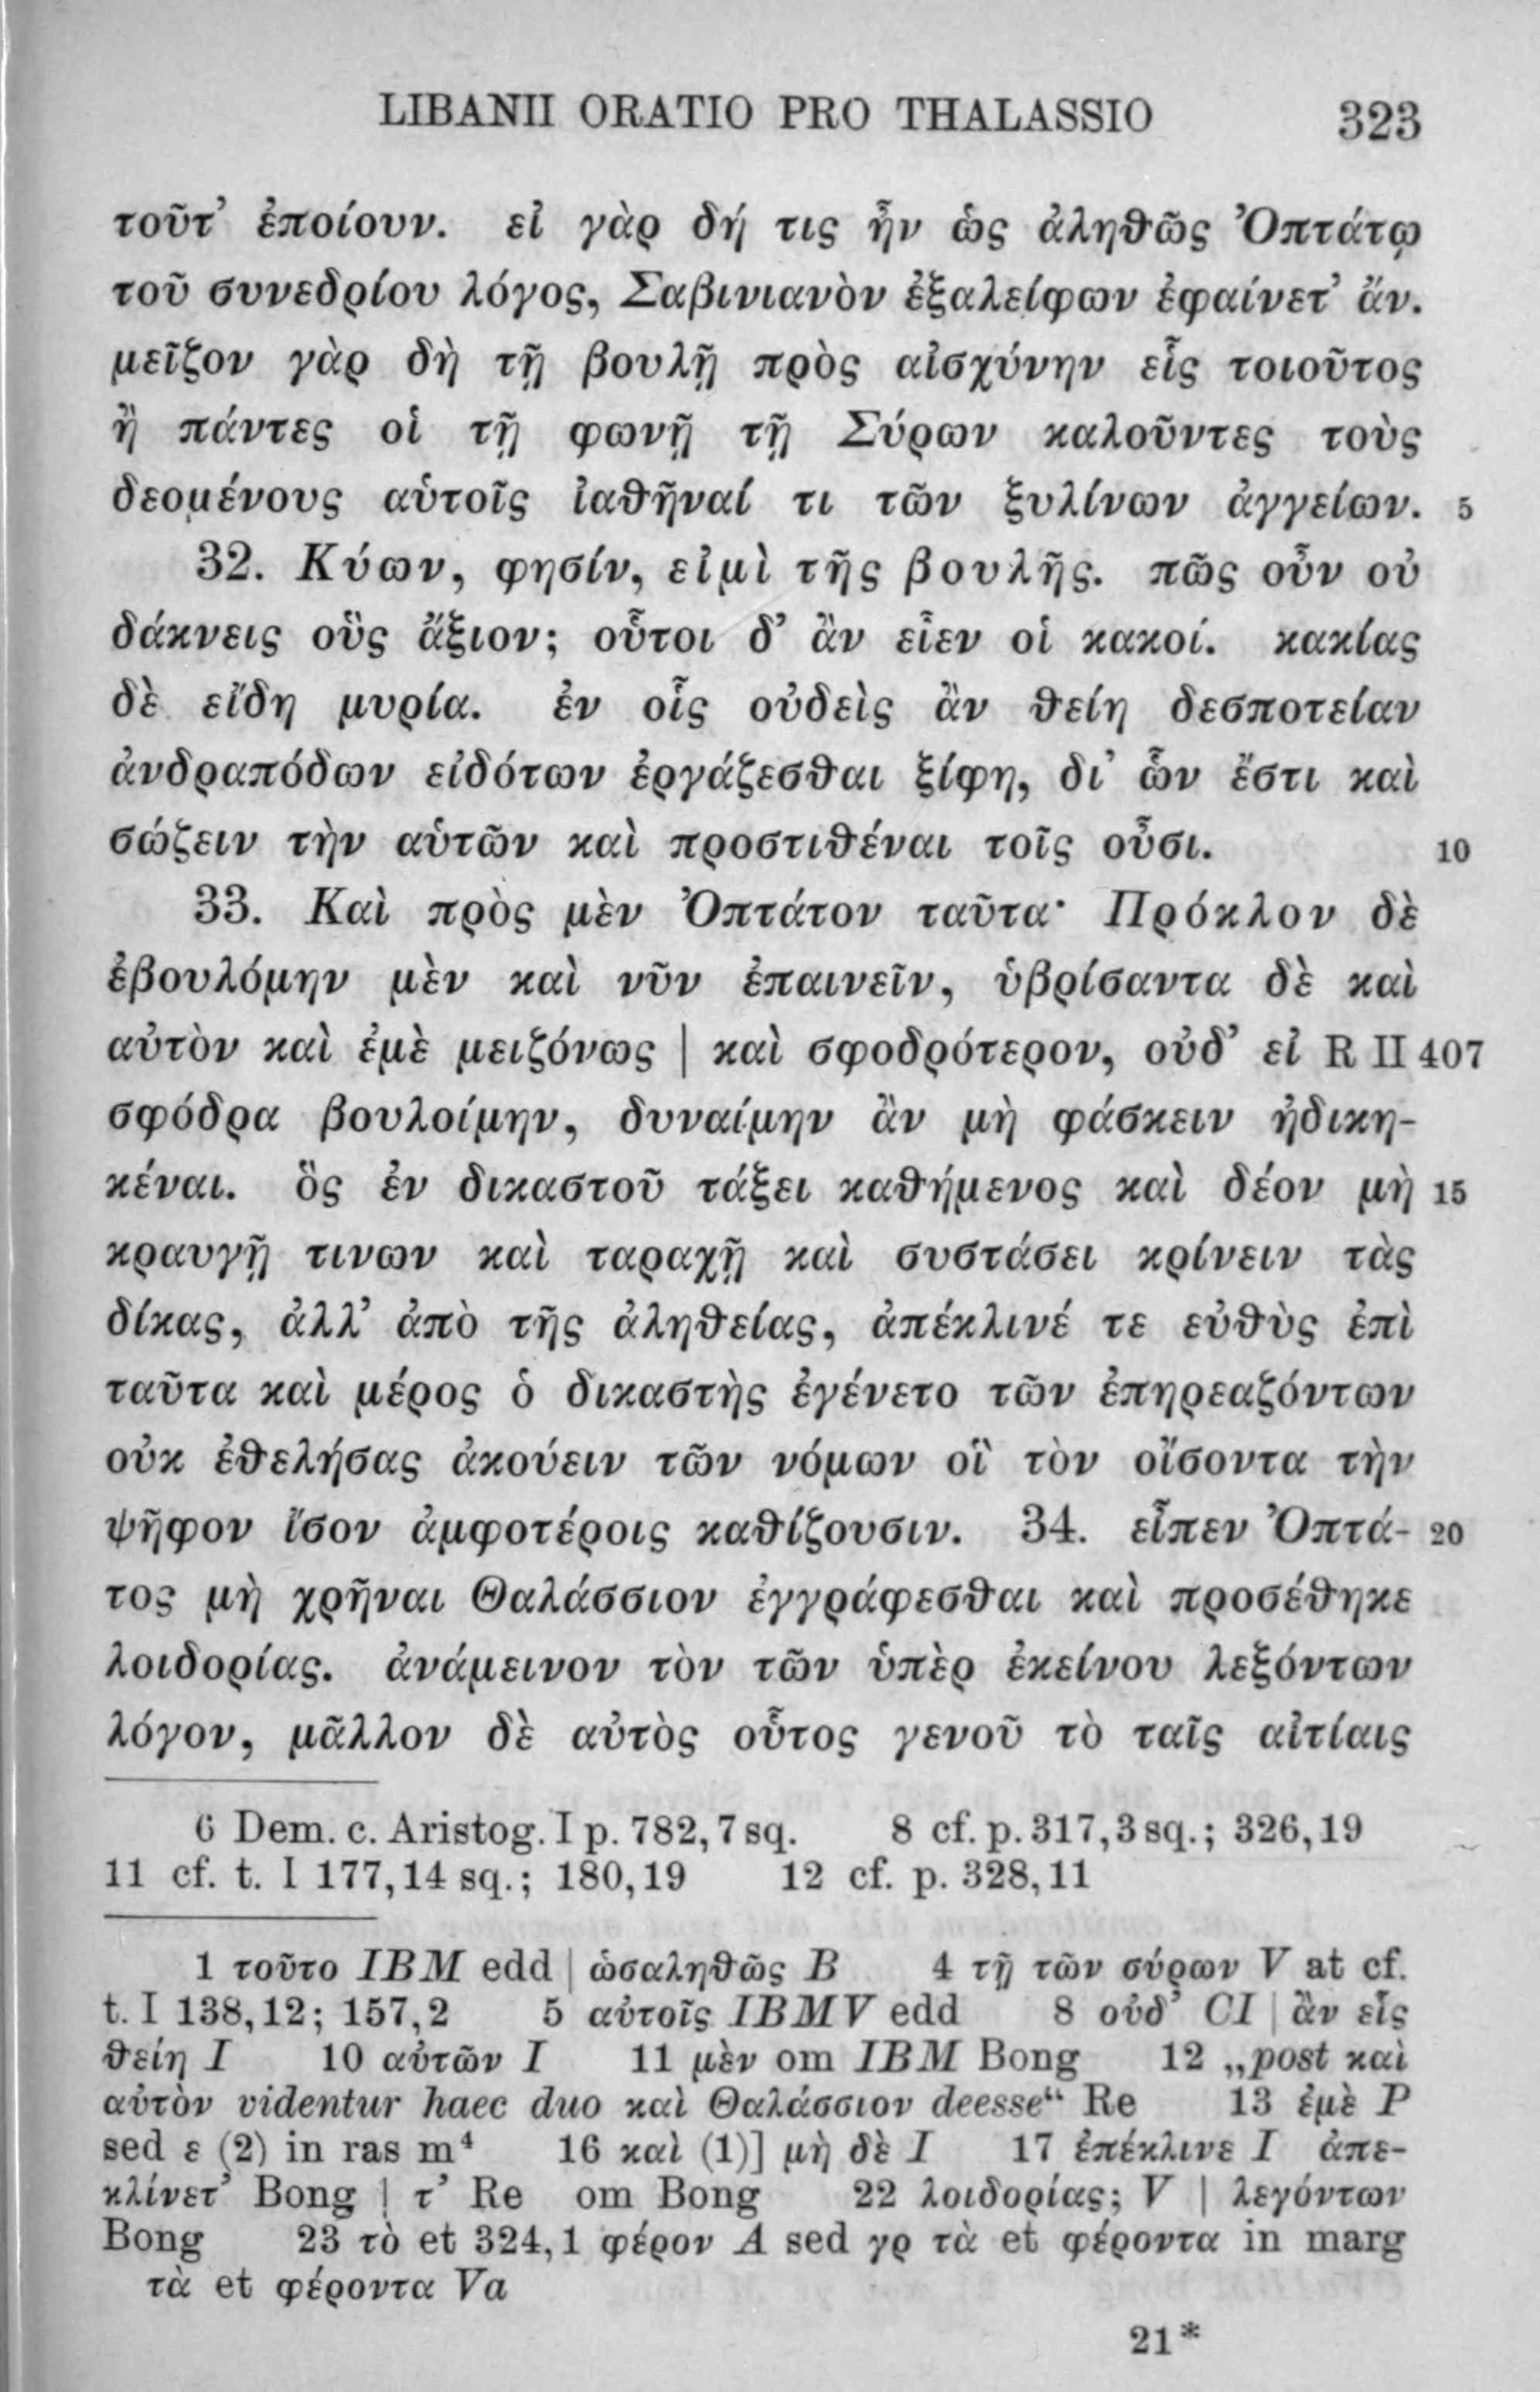 LIBANII ORATIO PRO THALASSIO 323
τοῦτ’ ἐποίουν. εἰ γὰρ δή τις ἦν ὡς ἀληθῶς Ὀπτάτῳ
τοῦ συνεδρίου λόγος, Σαβινιανὸν ἐξαλείφων ἐφαίνετ’ ἄν.
μεῖζον γὰρ δὴ τῇ βουλῇ πρὸς αἰσχύνην εἷς τοιοῦτος
ἢ πάντες οἱ τῇ φωνῇ τῇ Σύρων καλοῦντες τοὺς
δεομένους αὑτοῖς ἰαθῆναί τι τῶν ξυλίνων ἀγγείων. 5
32. Κύων, φησίν, εἰμὶ τῆς βουλῆς. πῶς οὖν οὐ
δάκνεις οὓς ἄξιον; οὗτοι δ’ ἂν εἶεν οἱ κακοί. κακίας
δὲ εἴδη μυρία. ἐν οἷς οὐδεὶς ἂν θείη δεσποτείαν
ἀνδραπόδων εἰδότων ἐργάζεσθαι ξίφη, δι’ ὧν ἔστι καὶ
σώζειν τὴν αὑτῶν καὶ προστιθέναι τοῖς οὖσι. 10
33. Καὶ πρὸς μὲν Ὀπτάτον ταῦτα· Πρόκλον δὲ
ἐβουλόμην μὲν καὶ νῦν ἐπαινεῖν, ὑβρίσαντα δὲ καὶ
αὐτὸν καὶ ἐμὲ μειζόνως | καὶ σφοδρότερον, οὐδ’ εἰ R II 407
σφόδρα βουλοίμην, δυναίμην ἂν μὴ φάσκειν ἠδικη-
κέναι. ὃς ἐν δικαστοῦ τάξει καθήμενος καὶ δέον μὴ 15
κραυγῇ τινων καὶ ταραχῇ καὶ συστάσει κρίνειν τὰς
δίκας, ἀλλ’ ἀπὸ τῆς ἀληθείας, ἀπέκλινέ τε εὐθὺς ἐπὶ
ταῦτα καὶ μέρος ὁ δικαστὴς ἐγένετο τῶν ἐπηρεαζόντων
οὐκ ἐθελήσας ἀκούειν τῶν νόμων οἳ τὸν οἴσοντα τὴν
ψῆφον ἴσον ἀμφοτέροις καθίζουσιν. 34. εἶπεν Ὀπτά- 20
τος μὴ χρῆναι Θαλάσσιον ἐγγράφεσθαι καὶ προσέθηκε
λοιδορίας. ἀνάμεινον τὸν τῶν ὑπὲρ ἐκείνου λεξόντων
λόγον, μᾶλλον δὲ αὐτὸς οὗτος γενοῦ τὸ ταῖς αἰτίαις
6 Dem. c. Aristog. I p. 782, 7 sq. 8 cf. p. 317, 3 sq.; 326, 19
11 cf. t. I 177, 14 sq.; 180, 19 12 cf. p. 328, 11
1 τοῦτο IBM edd | ὡσαληθῶς B 4 τῇ τῶν σύρων V at cf.
t. I 138, 12; 157, 2 5 αὐτοῖς IBMV edd 8 οὐδ’ CI | ἂν εἷς
θείη I 10 αὐτῶν I 11 μὲν om IBM Bong 12 „post καὶ
αὐτὸν videntur haec duo καὶ Θαλάσσιον deesse“ Re 13 ἐμὲ P
sed ε (2) in ras m⁴ 16 καὶ (1)] μὴ δὲ I 17 ἐπέκλινε I ἀπε-
κλίνετ’ Bong | τ’ Re om Bong 22 λοιδορίας; V | λεγόντων
Bong 23 τὸ et 324, 1 φέρον A sed γρ τὰ et φέροντα in marg
τὰ et φέροντα Va
21*